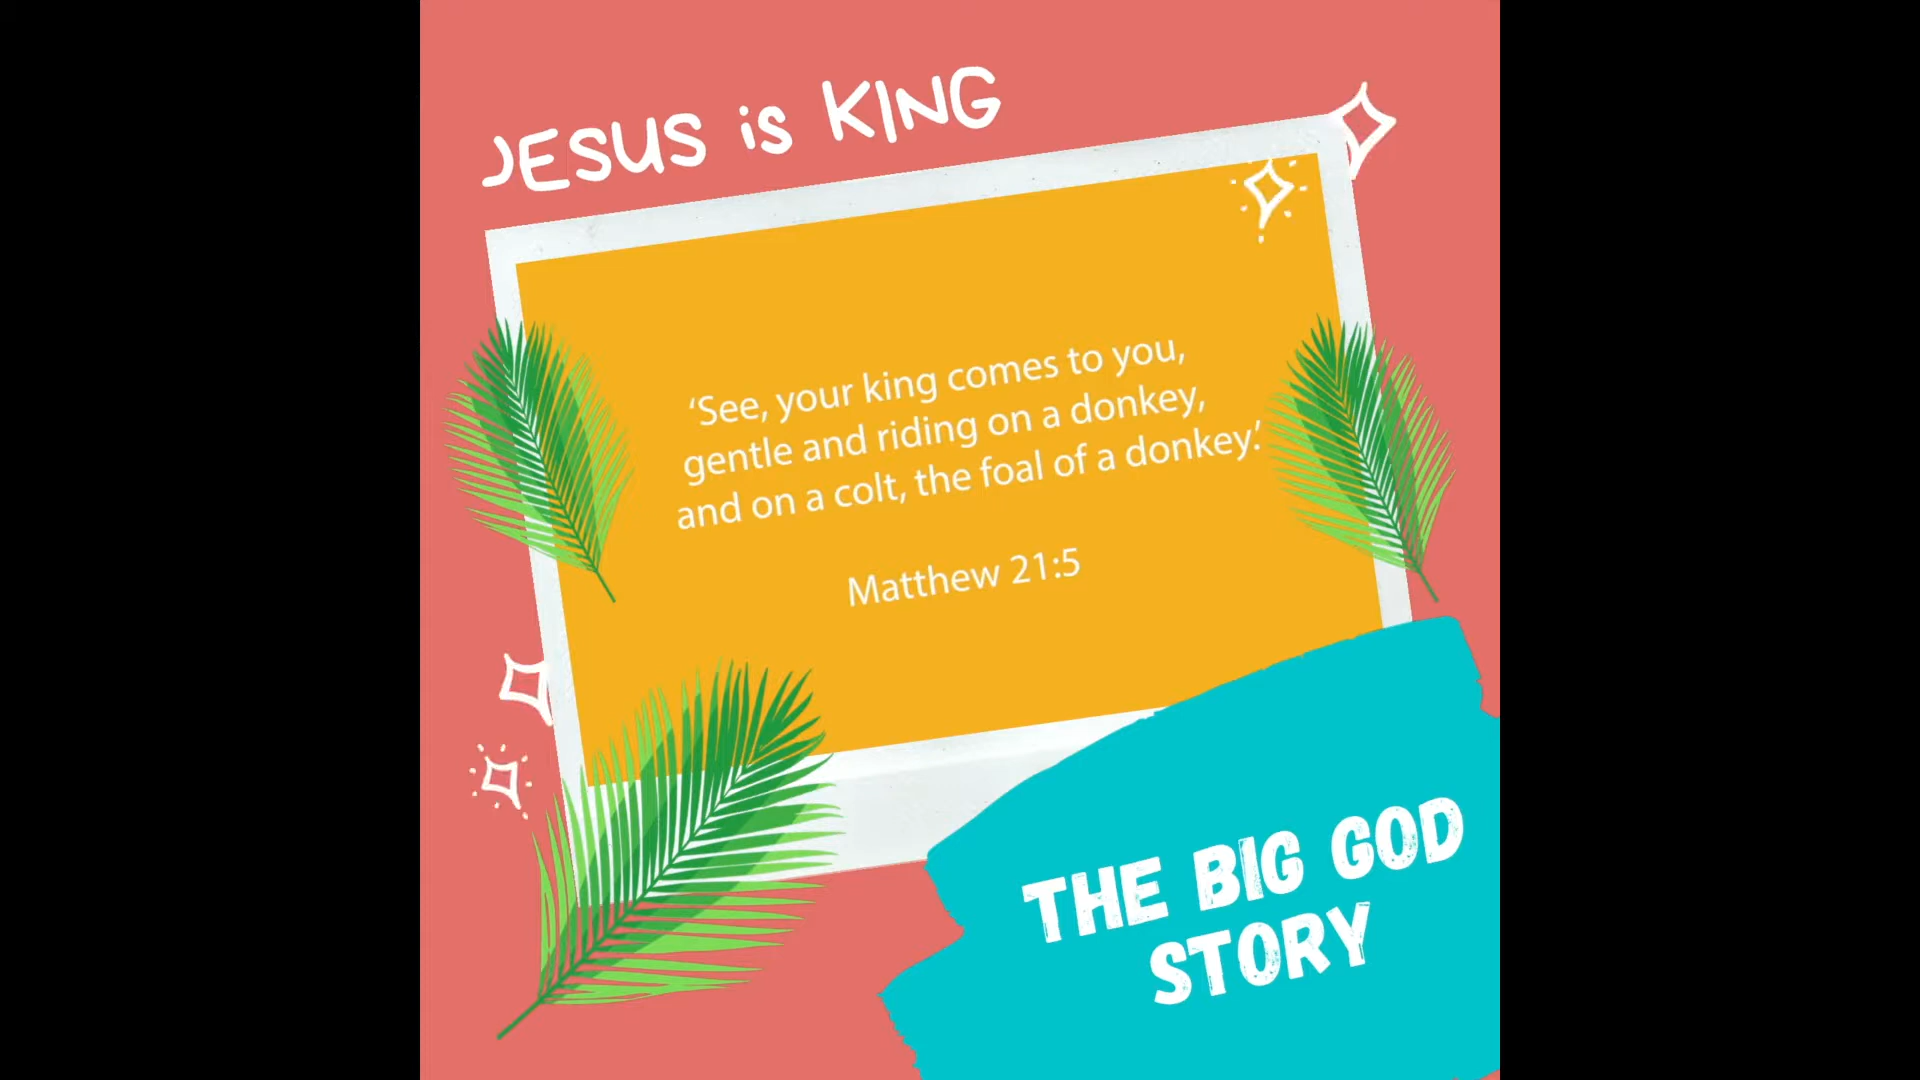 JESUS is KING
‘See, your king comes to you,
gentle and riding on a donkey,
and on a colt, the foal of a donkey.’
Matthew 21:5
THE BIG GOD
STORY